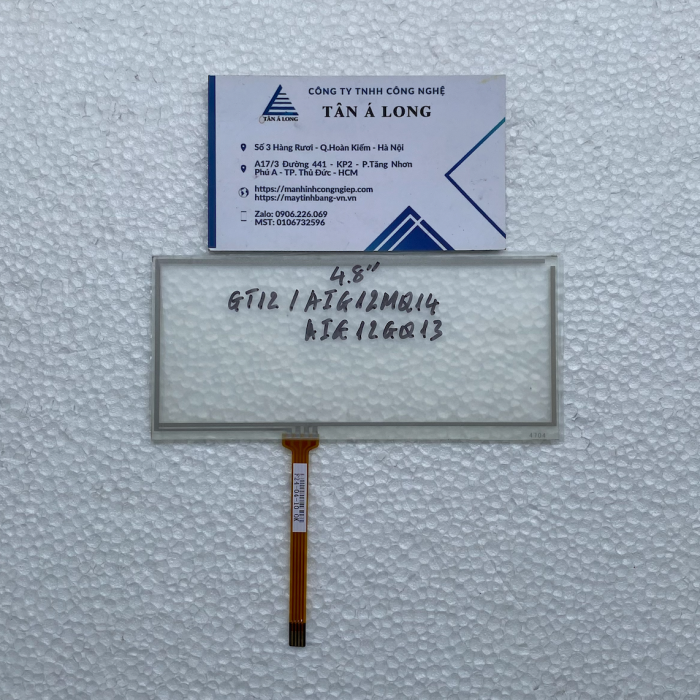 CÔNG TY TNHH CÔNG NGHỆ
TÂN Á LONG
TÂN Á LONG
Số 3 Hàng Rươi - Q.Hoàn Kiếm - Hà Nội
A17/3 Đường 441 - KP2 - P.Tăng Nhơn
Phú A - TP. Thủ Đức - HCM
https://manhinhcongngiep.com
https://maytinhbang-vn.vn
Zalo: 0906.226.069
MST: 0106732596
4.8"
GT12 / AIG12MQ14
AIG12GQ13